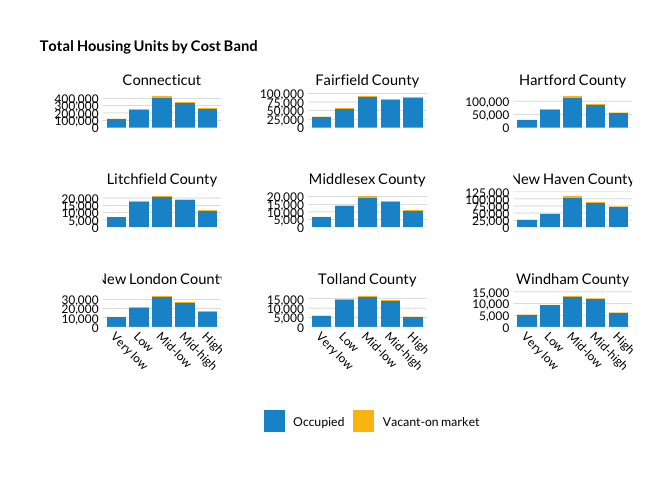 Total Housing Units by Cost Band
Connecticut
400,000
300,000
200,000
100,000
0
Fairfield County
100,000
75,000
50,000
25,000
0
Hartford County
100,000
50,000
0
Litchfield County
20,000
15,000
10,000
5,000
0
Middlesex County
20,000
15,000
10,000
5,000
0
New Haven County
125,000
100,000
75,000
50,000
25,000
0
New London County
30,000
20,000
10,000
0
Very low
Low
Mid-low
Mid-high
High
Tolland County
15,000
10,000
5,000
0
Very low
Low
Mid-low
Mid-high
High
Windham County
15,000
10,000
5,000
0
Very low
Low
Mid-low
Mid-high
High
Occupied
Vacant-on market